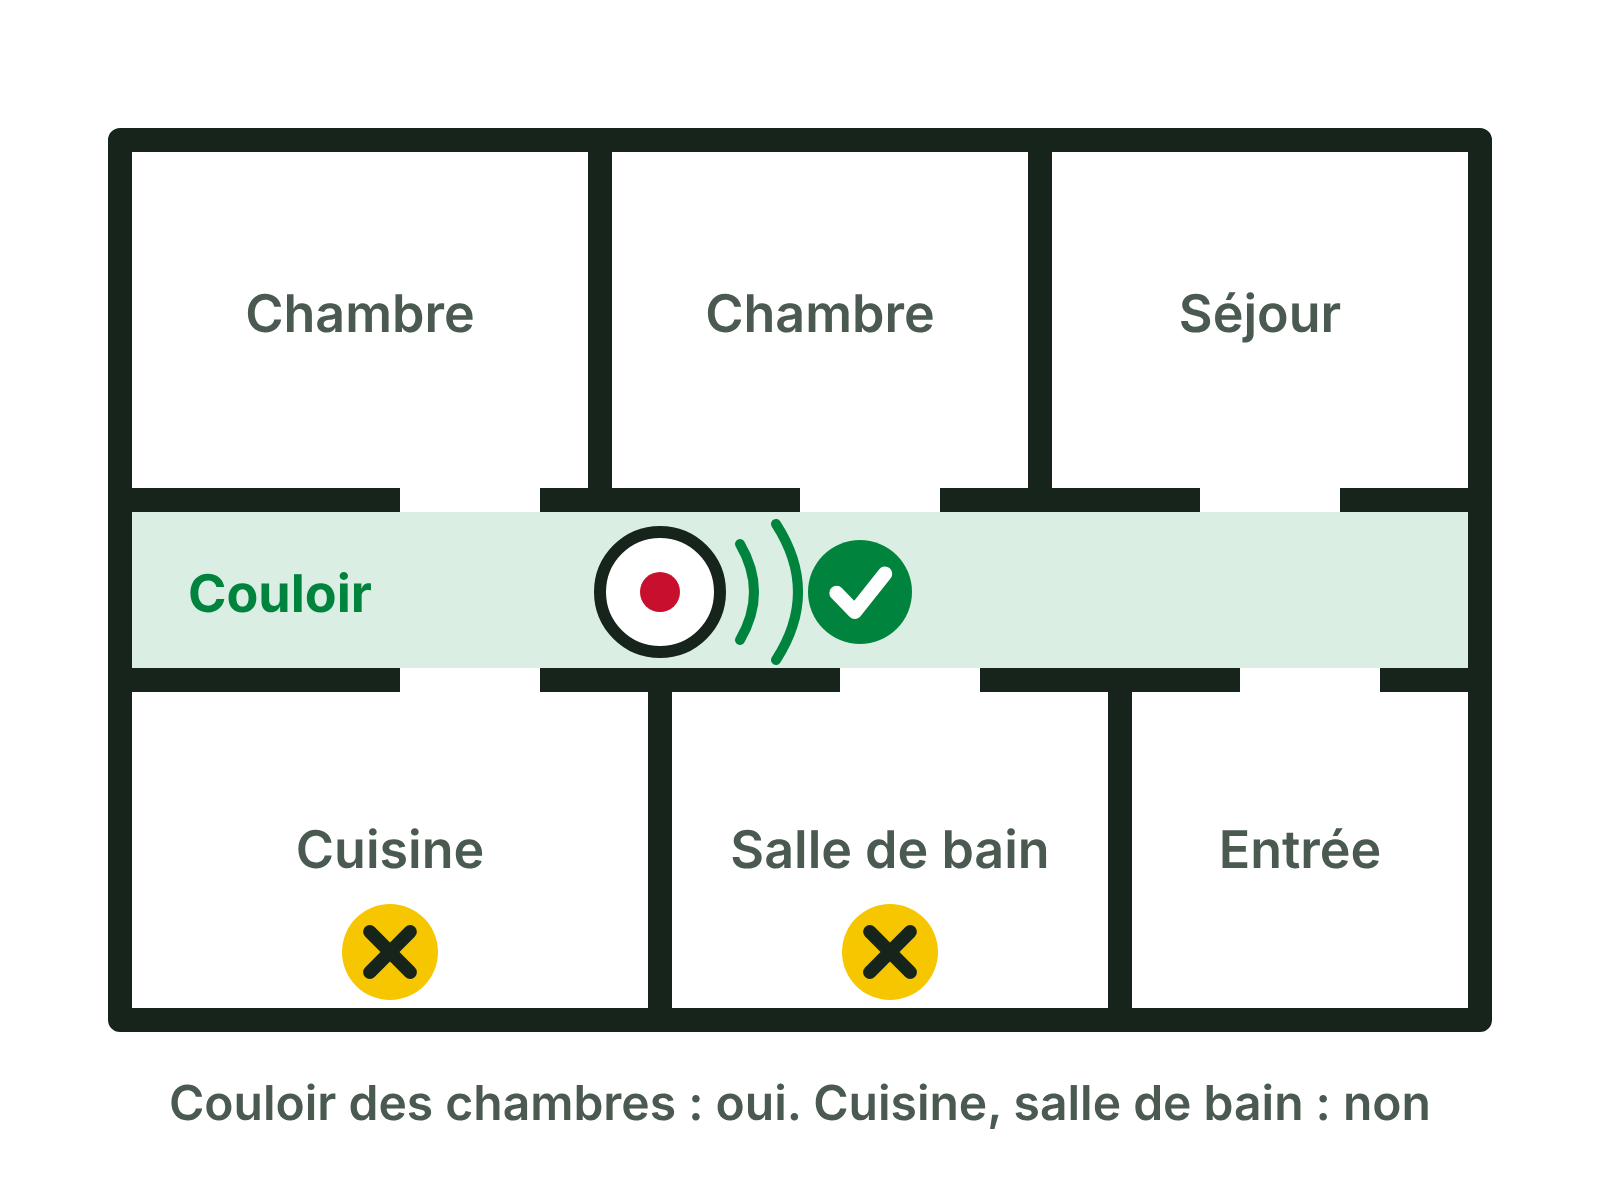 Chambre
Chambre
Séjour
Couloir
Cuisine
Salle de bain
Entrée
Couloir des chambres : oui. Cuisine, salle de bain : non